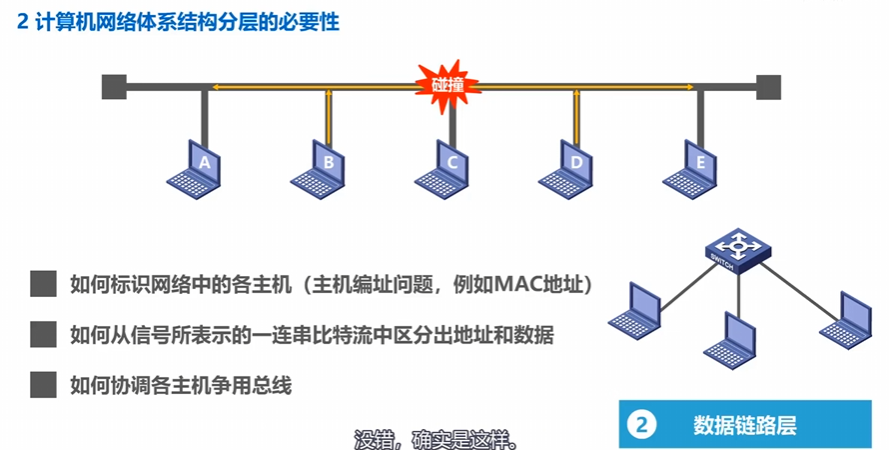 2 计算机网络体系结构分层的必要性
碰撞
A
B
C
D
E
SWITCH
如何标识网络中的各主机（主机编址问题，例如MAC地址）
如何从信号所表示的一连串比特流中区分出地址和数据
如何协调各主机争用总线
2 数据链路层
没错，确实是这样。